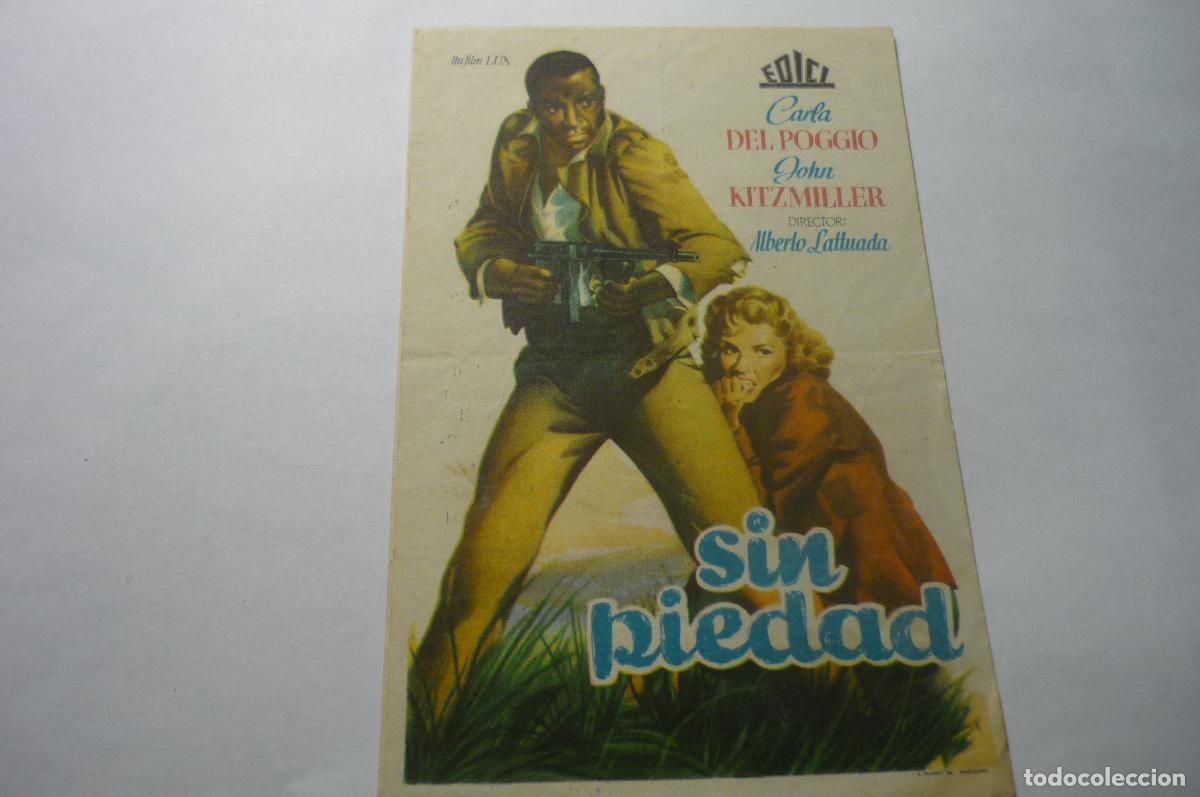 Un film LUX
EDICI
Carla
DEL POGGIO
John
KITZMILLER
DIRECTOR:
Alberto Lattuada
sin
piedad
todocoleccion